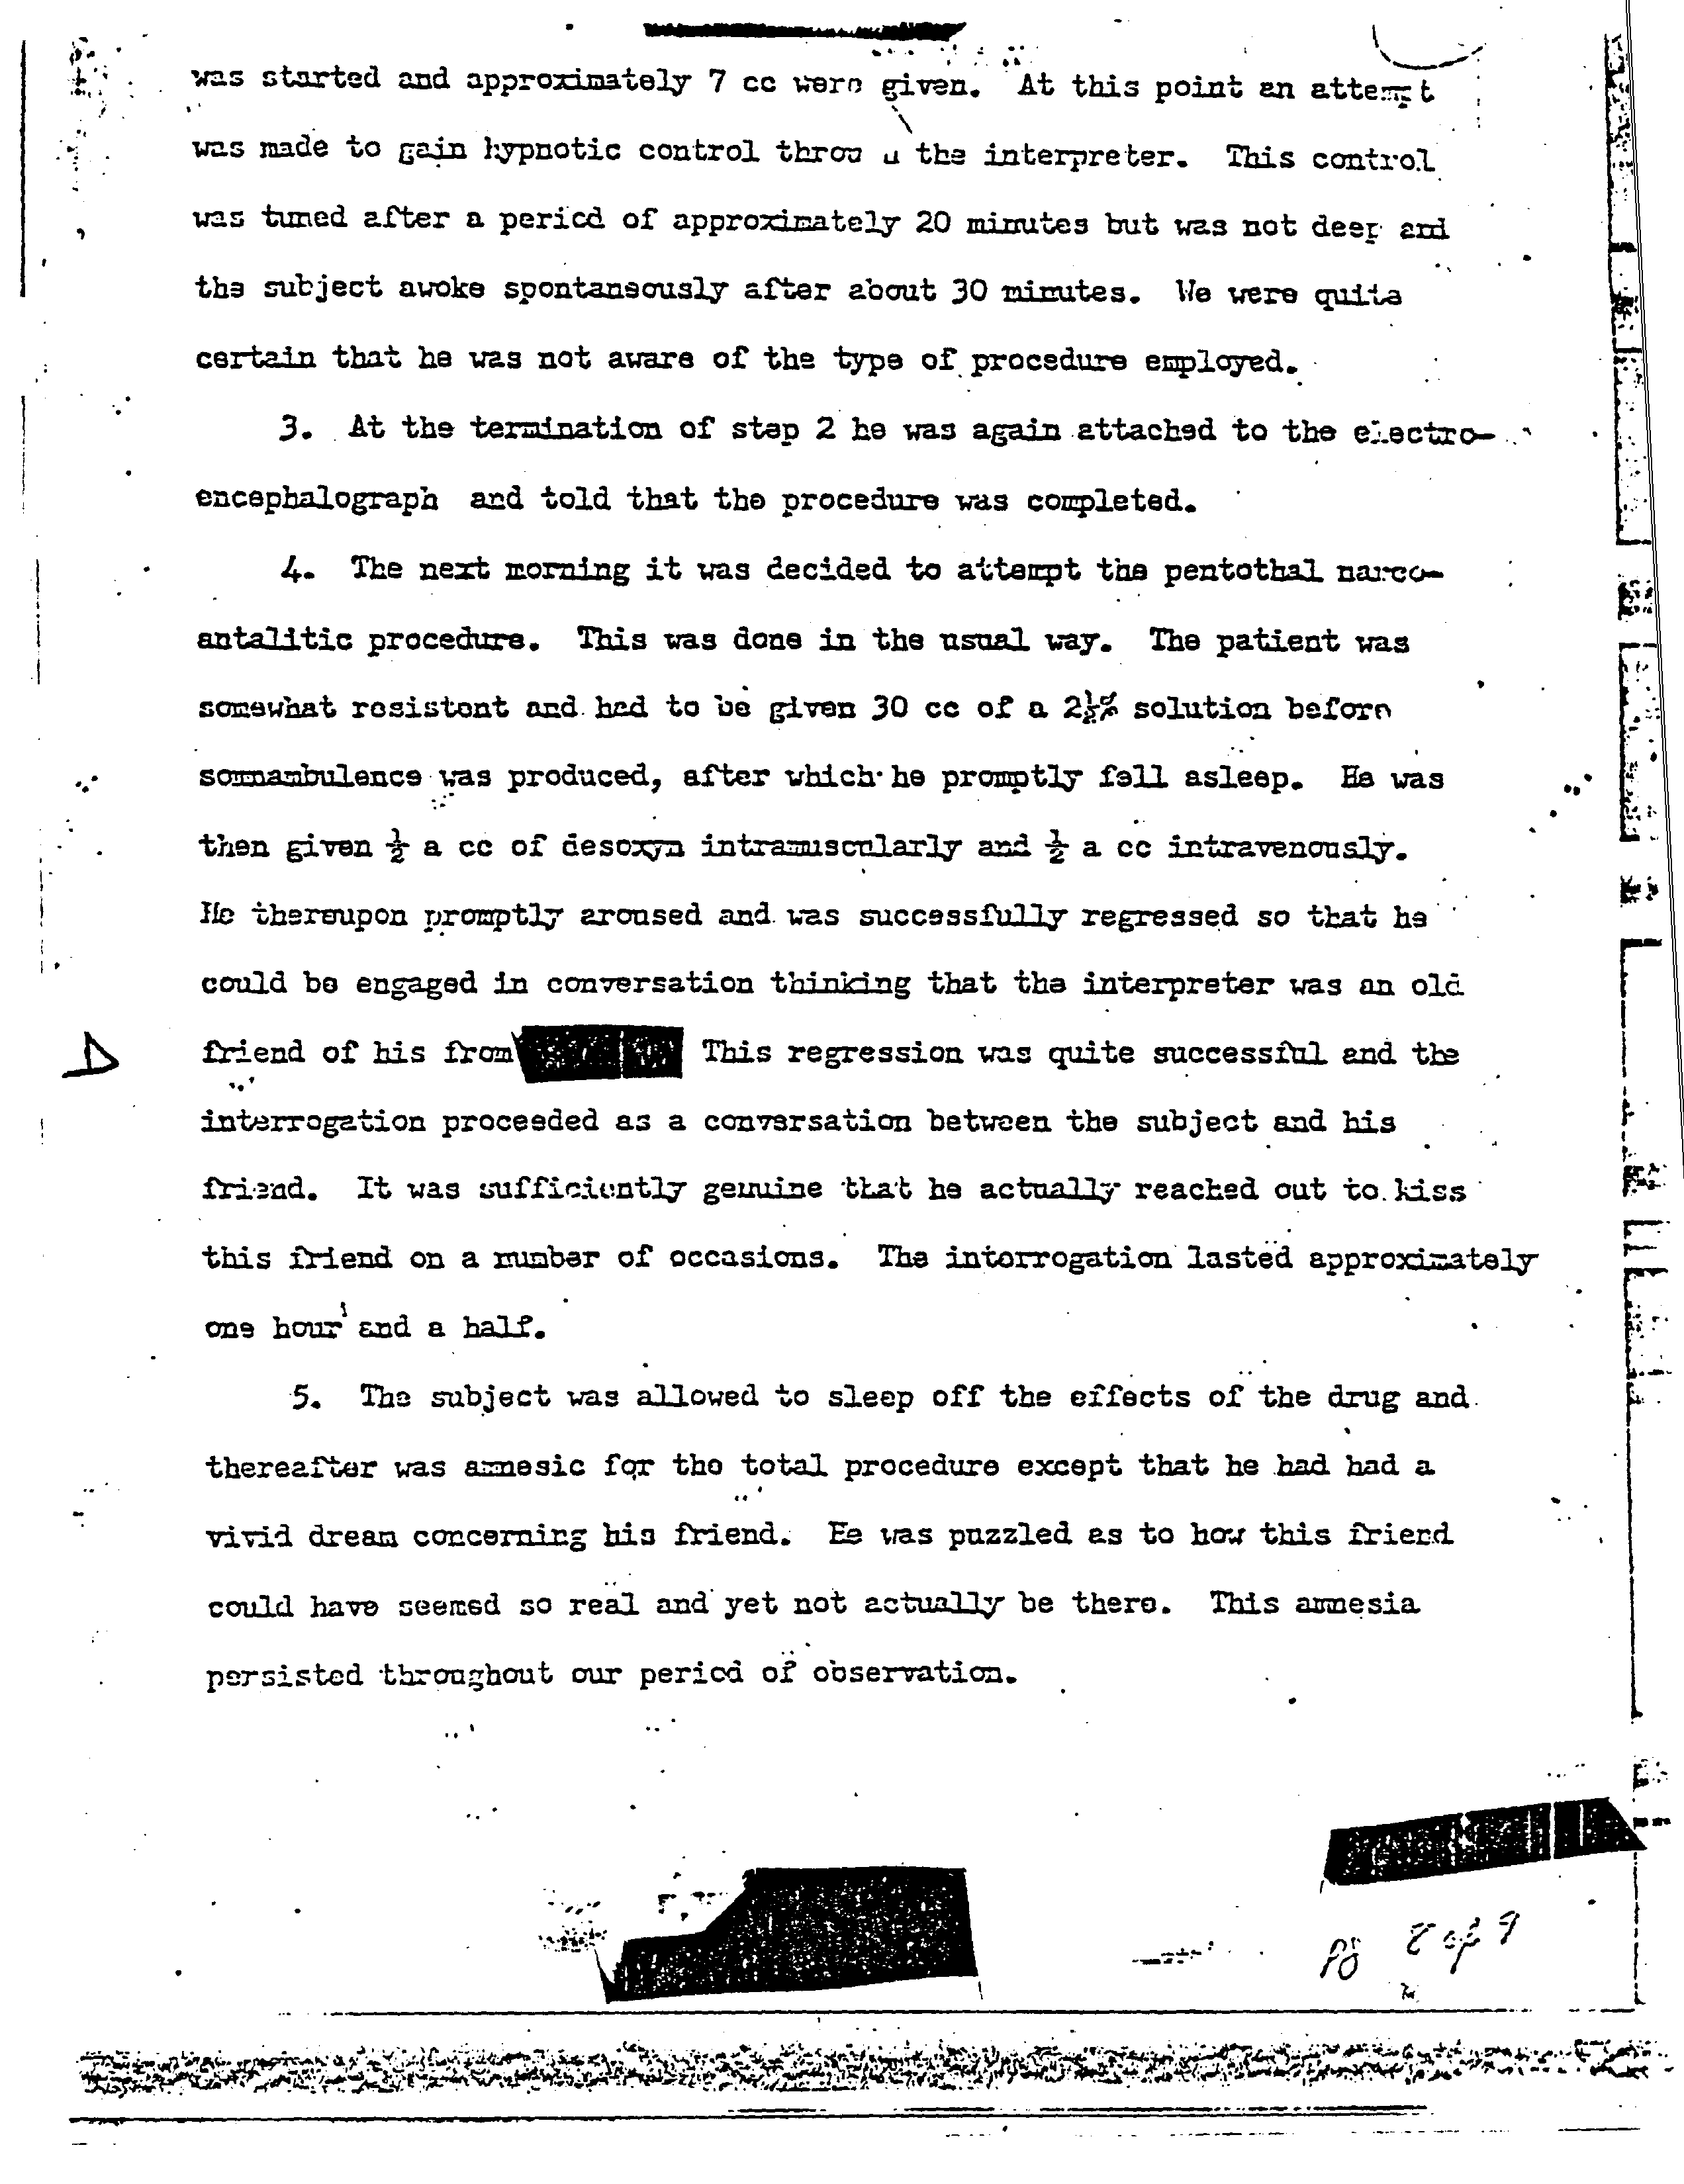 was started and approximately 7 cc were given. At this point an attempt
was made to gain hypnotic control the interpreter. This control
was tuned after a period of approximately 20 minutes but was not deep and
the subject awoke spontaneously after about 30 minutes. We were quite
certain that he was not aware of the type of procedure employed.
3. At the termination of step 2 he was again attached to the electro-
encephalograph and told that the procedure was completed.
4. The next morning it was decided to attempt the pentothal narco-
antalitic procedure. This was done in the usual way. The patient was
somewhat resistent and had to be given 30 cc of a 2½% solution before
somnambulence was produced, after which he promptly fell asleep. He was
then given ½ a cc of desoxyn intramuscularly and ½ a cc intravenously.
He thereupon promptly aroused and was successfully regressed so that he
could be engaged in conversation thinking that the interpreter was an old
friend of his from This regression was quite successful and the
interrogation proceeded as a conversation between the subject and his
friend. It was sufficiently genuine that he actually reached out to kiss
this friend on a number of occasions. The interrogation lasted approximately
one hour and a half.
5. The subject was allowed to sleep off the effects of the drug and
thereafter was amnesic for the total procedure except that he had had a
vivid dream concerning his friend. He was puzzled as to how this friend
could have seemed so real and yet not actually be there. This amnesia
persisted throughout our period of observation.
Pg 8 of 9